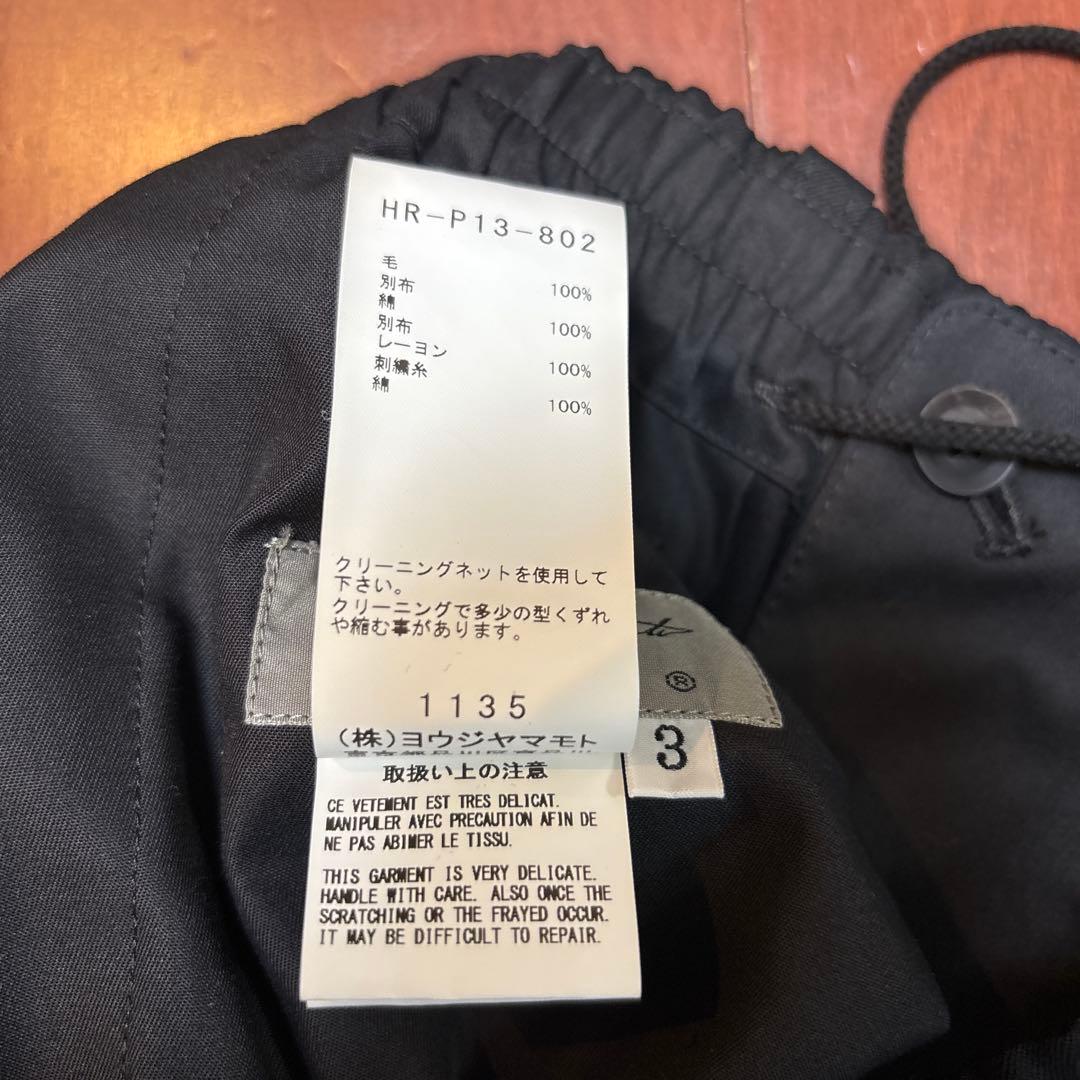 HR-P13-802
毛
100%
別布
綿
100%
別布
レーヨン
100%
刺繍糸
綿
100%
クリーニングネットを使用して
下さい。
クリーニングで多少の型くずれ
や縮む事があります。
®
1135
(株)ヨウジヤマモト
3
取扱い上の注意
CE VETEMENT EST TRES DELICAT.
MANIPULER AVEC PRECAUTION AFIN DE
NE PAS ABIMER LE TISSU.
THIS GARMENT IS VERY DELICATE.
HANDLE WITH CARE. ALSO ONCE THE
SCRATCHING OR THE FRAYED OCCUR.
IT MAY BE DIFFICULT TO REPAIR.